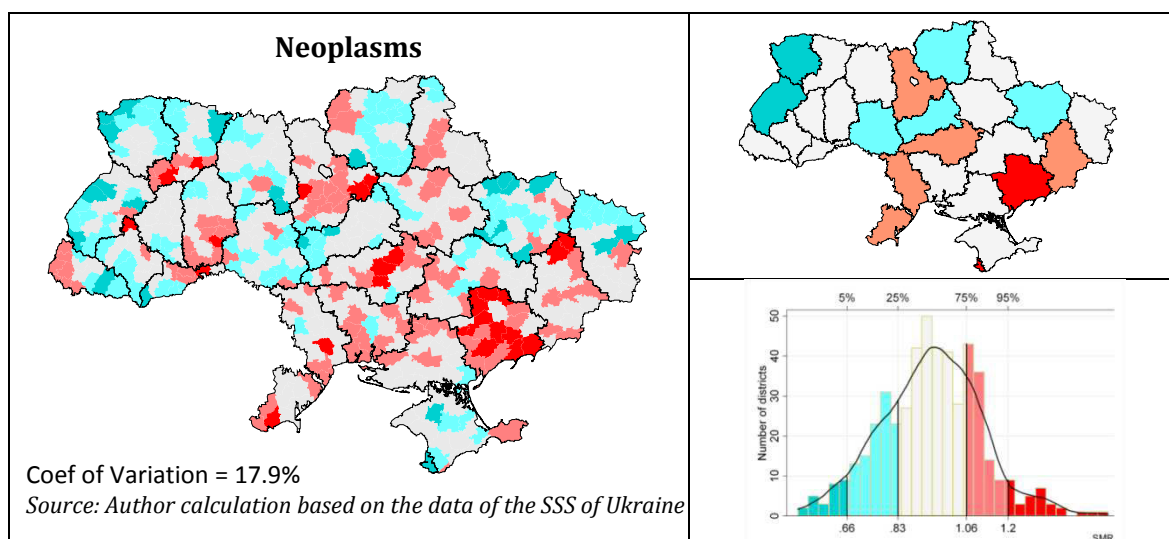 Neoplasms
Coef of Variation = 17.9%
Source: Author calculation based on the data of the SSS of Ukraine
5% 25% 75% 95%
Number of districts
50
40
30
20
10
0
.66 .83 1.06 1.2
SMR